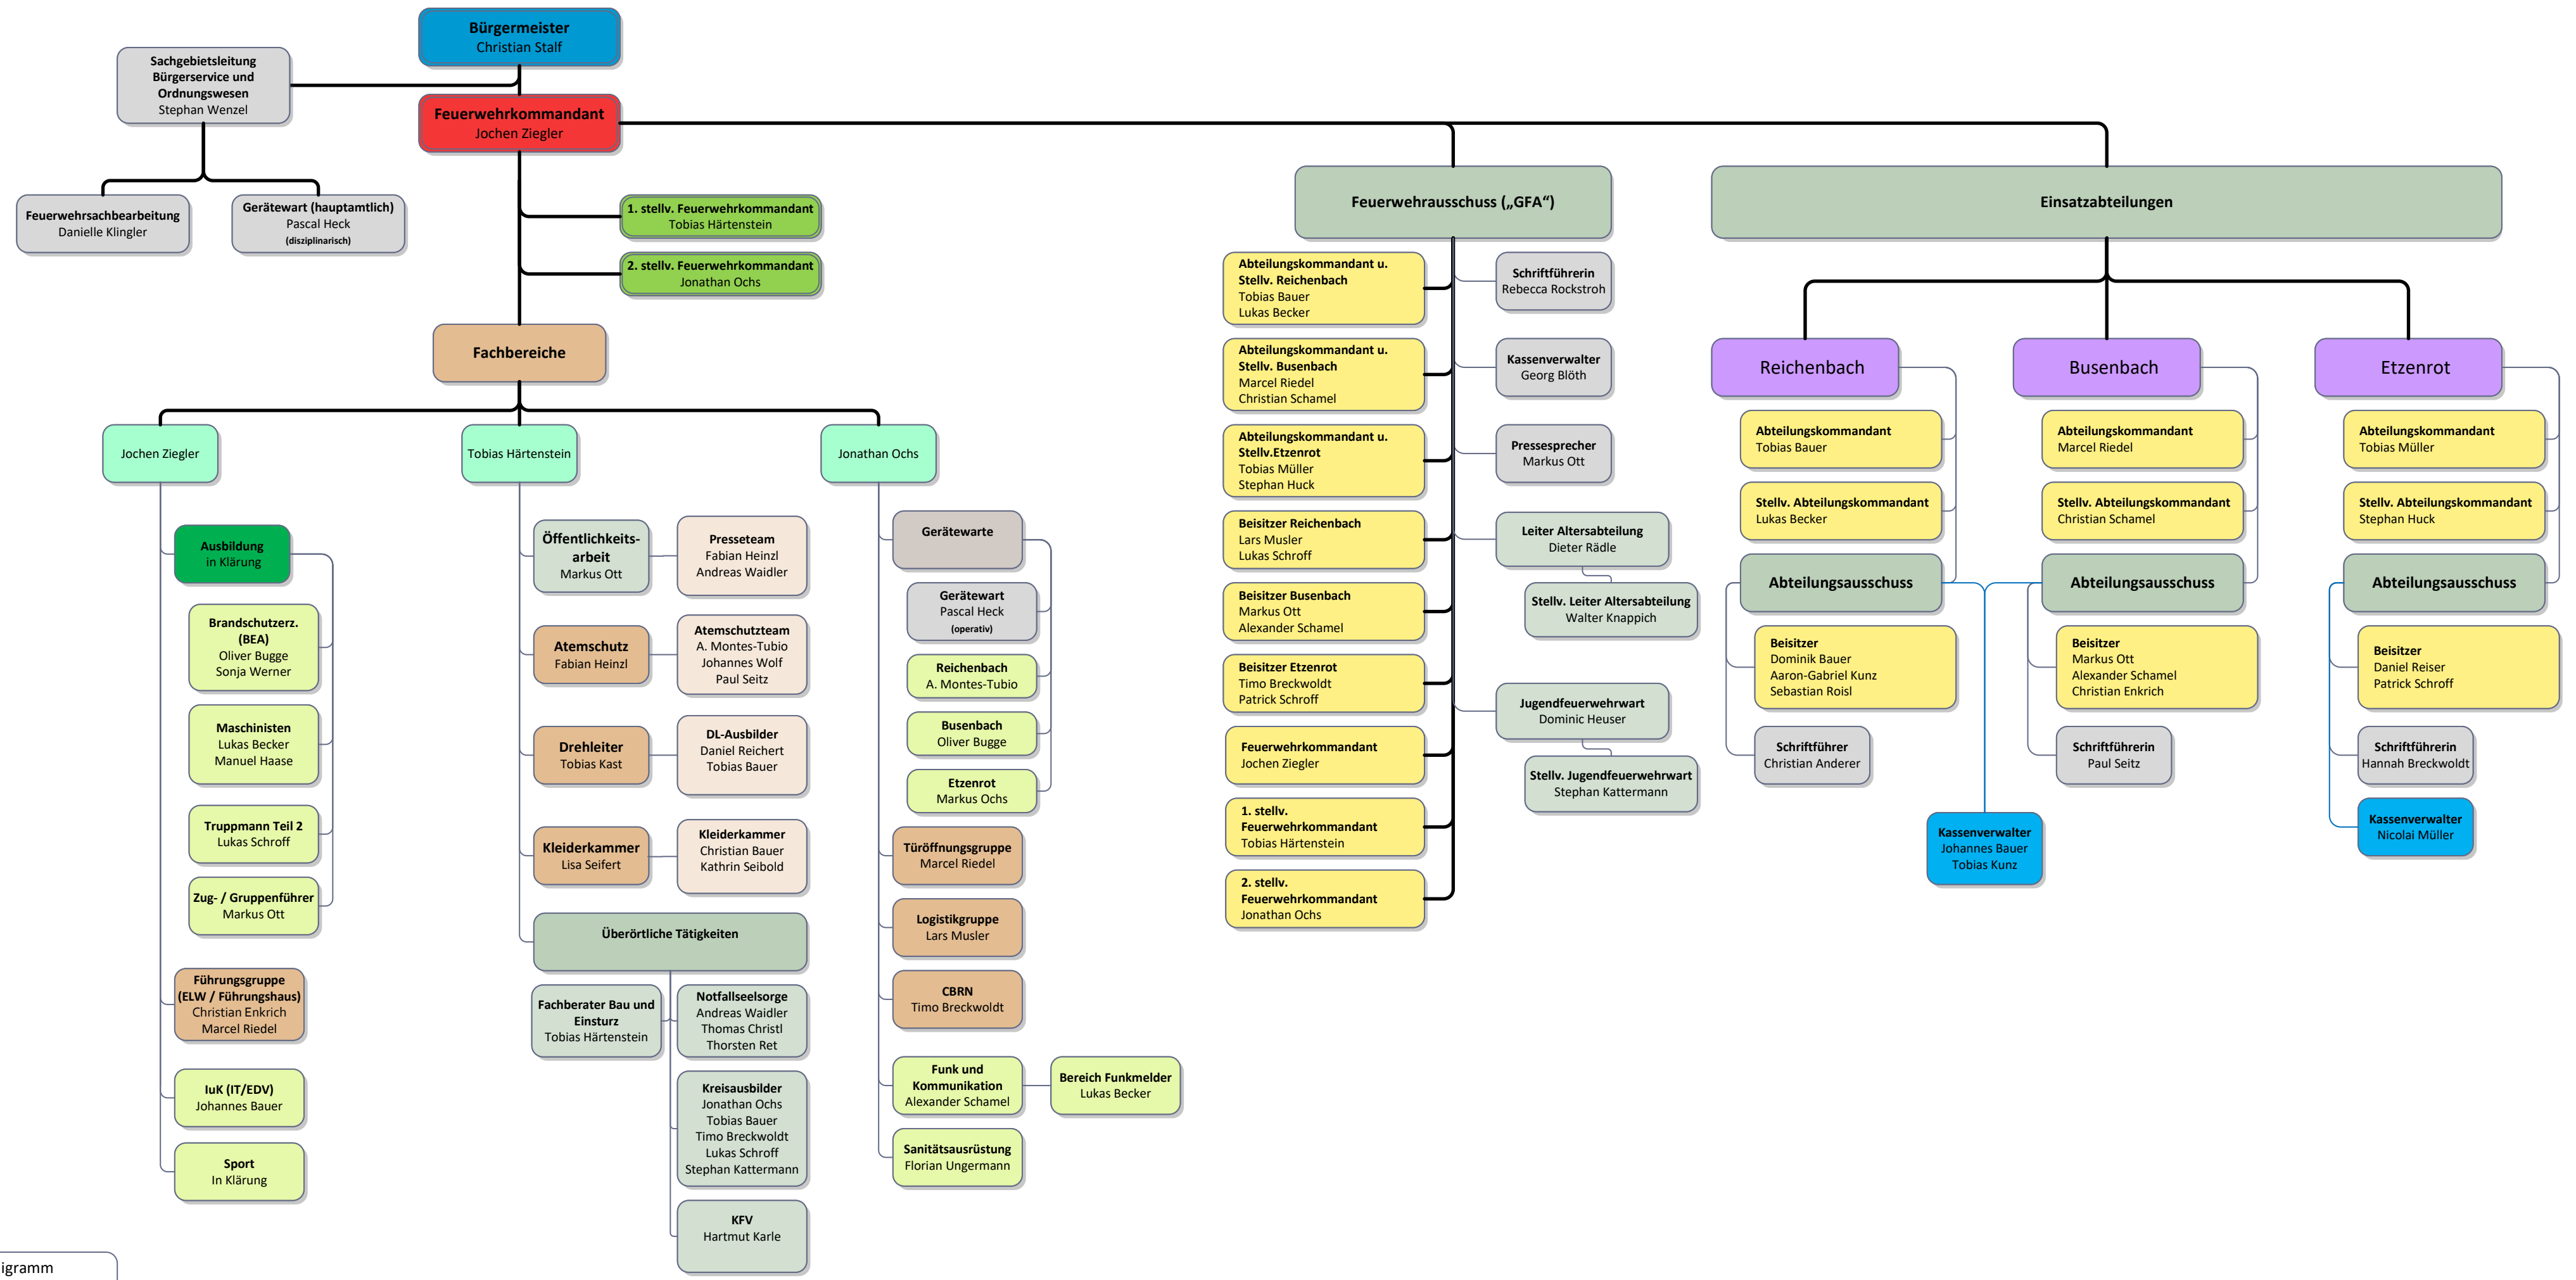 Bürgermeister
Christian Stalf
Sachgebietsleitung
Bürgerservice und
Ordnungswesen
Stephan Wenzel
Feuerwehrkommandant
Jochen Ziegler
Feuerwehrsachbearbeitung
Danielle Klingler
Gerätewart (hauptamtlich)
Pascal Heck
(disziplinarisch)
1. stellv. Feuerwehrkommandant
Tobias Härtenstein
2. stellv. Feuerwehrkommandant
Jonathan Ochs
Fachbereiche
Jochen Ziegler
Ausbildung
in Klärung
Brandschutzerz.
(BEA)
Oliver Bugge
Sonja Werner
Maschinisten
Lukas Becker
Manuel Haase
Truppmann Teil 2
Lukas Schroff
Zug- / Gruppenführer
Markus Ott
Führungsgruppe
(ELW / Führungshaus)
Christian Enkrich
Marcel Riedel
IuK (IT/EDV)
Johannes Bauer
Sport
In Klärung
Tobias Härtenstein
Öffentlichkeits-
arbeit
Markus Ott
Presseteam
Fabian Heinzl
Andreas Waidler
Atemschutz
Fabian Heinzl
Atemschutzteam
A. Montes-Tubio
Johannes Wolf
Paul Seitz
Drehleiter
Tobias Kast
DL-Ausbilder
Daniel Reichert
Tobias Bauer
Kleiderkammer
Lisa Seifert
Kleiderkammer
Christian Bauer
Kathrin Seibold
Überörtliche Tätigkeiten
Fachberater Bau und
Einsturz
Tobias Härtenstein
Notfallseelsorge
Andreas Waidler
Thomas Christl
Thorsten Ret
Kreisausbilder
Jonathan Ochs
Tobias Bauer
Timo Breckwoldt
Lukas Schroff
Stephan Kattermann
KFV
Hartmut Karle
Jonathan Ochs
Gerätewarte
Gerätewart
Pascal Heck
(operativ)
Reichenbach
A. Montes-Tubio
Busenbach
Oliver Bugge
Etzenrot
Markus Ochs
Türöffnungsgruppe
Marcel Riedel
Logistikgruppe
Lars Musler
CBRN
Timo Breckwoldt
Funk und
Kommunikation
Alexander Schamel
Bereich Funkmelder
Lukas Becker
Sanitätsausrüstung
Florian Ungermann
Feuerwehrausschuss („GFA“)
Abteilungskommandant u.
Stellv. Reichenbach
Tobias Bauer
Lukas Becker
Abteilungskommandant u.
Stellv. Busenbach
Marcel Riedel
Christian Schamel
Abteilungskommandant u.
Stellv.Etzenrot
Tobias Müller
Stephan Huck
Beisitzer Reichenbach
Lars Musler
Lukas Schroff
Beisitzer Busenbach
Markus Ott
Alexander Schamel
Beisitzer Etzenrot
Timo Breckwoldt
Patrick Schroff
Feuerwehrkommandant
Jochen Ziegler
1. stellv.
Feuerwehrkommandant
Tobias Härtenstein
2. stellv.
Feuerwehrkommandant
Jonathan Ochs
Schriftführerin
Rebecca Rockstroh
Kassenverwalter
Georg Blöth
Pressesprecher
Markus Ott
Leiter Altersabteilung
Dieter Rädle
Stellv. Leiter Altersabteilung
Walter Knappich
Jugendfeuerwehrwart
Dominic Heuser
Stellv. Jugendfeuerwehrwart
Stephan Kattermann
Einsatzabteilungen
Reichenbach
Abteilungskommandant
Tobias Bauer
Stellv. Abteilungskommandant
Lukas Becker
Abteilungsausschuss
Beisitzer
Dominik Bauer
Aaron-Gabriel Kunz
Sebastian Roisl
Schriftführer
Christian Anderer
Kassenverwalter
Johannes Bauer
Tobias Kunz
Busenbach
Abteilungskommandant
Marcel Riedel
Stellv. Abteilungskommandant
Christian Schamel
Abteilungsausschuss
Beisitzer
Markus Ott
Alexander Schamel
Christian Enkrich
Schriftführerin
Paul Seitz
Etzenrot
Abteilungskommandant
Tobias Müller
Stellv. Abteilungskommandant
Stephan Huck
Abteilungsausschuss
Beisitzer
Daniel Reiser
Patrick Schroff
Schriftführerin
Hannah Breckwoldt
Kassenverwalter
Nicolai Müller
igramm